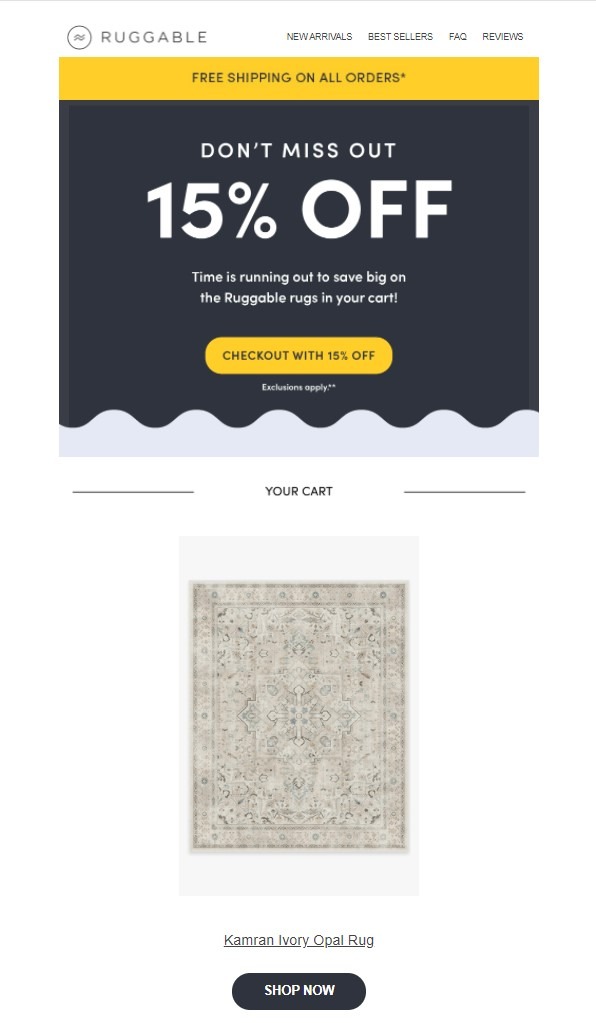 RUGGABLE
NEW ARRIVALS BEST SELLERS FAQ REVIEWS
FREE SHIPPING ON ALL ORDERS*
DON'T MISS OUT
15% OFF
Time is running out to save big on
the Ruggable rugs in your cart!
CHECKOUT WITH 15% OFF
Exclusions apply.**
YOUR CART
Kamran Ivory Opal Rug
SHOP NOW